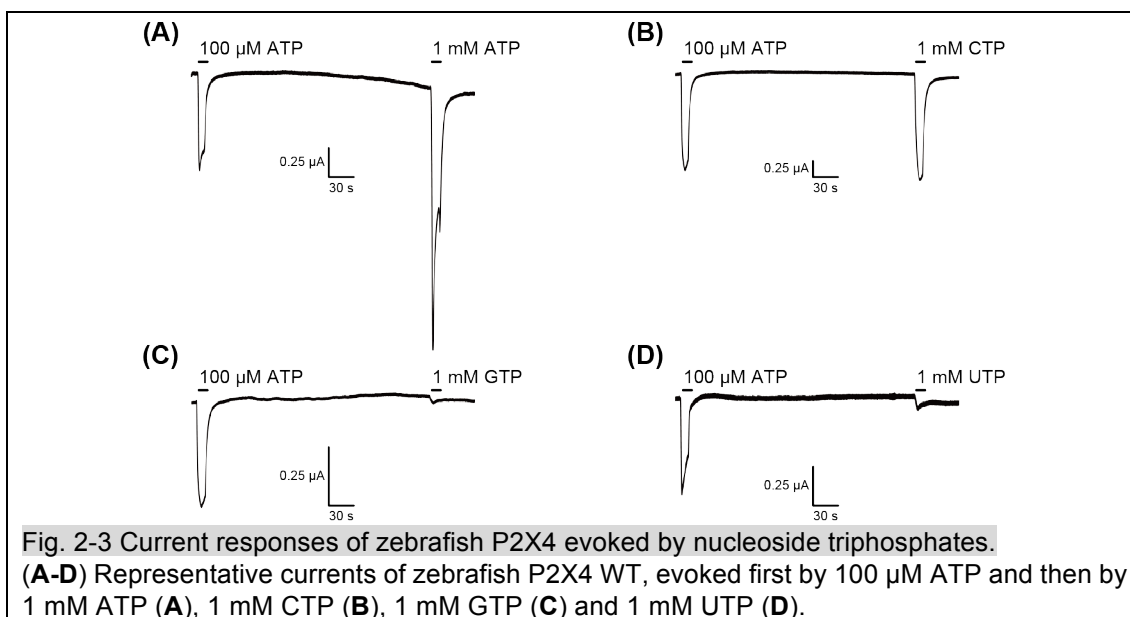 (A)
100 µM ATP 1 mM ATP
0.25 µA
30 s
(B)
100 µM ATP 1 mM CTP
0.25 µA
30 s
(C)
100 µM ATP 1 mM GTP
0.25 µA
30 s
(D)
100 µM ATP 1 mM UTP
0.25 µA
30 s
Fig. 2-3 Current responses of zebrafish P2X4 evoked by nucleoside triphosphates.
(A-D) Representative currents of zebrafish P2X4 WT, evoked first by 100 µM ATP and then by
1 mM ATP (A), 1 mM CTP (B), 1 mM GTP (C) and 1 mM UTP (D).